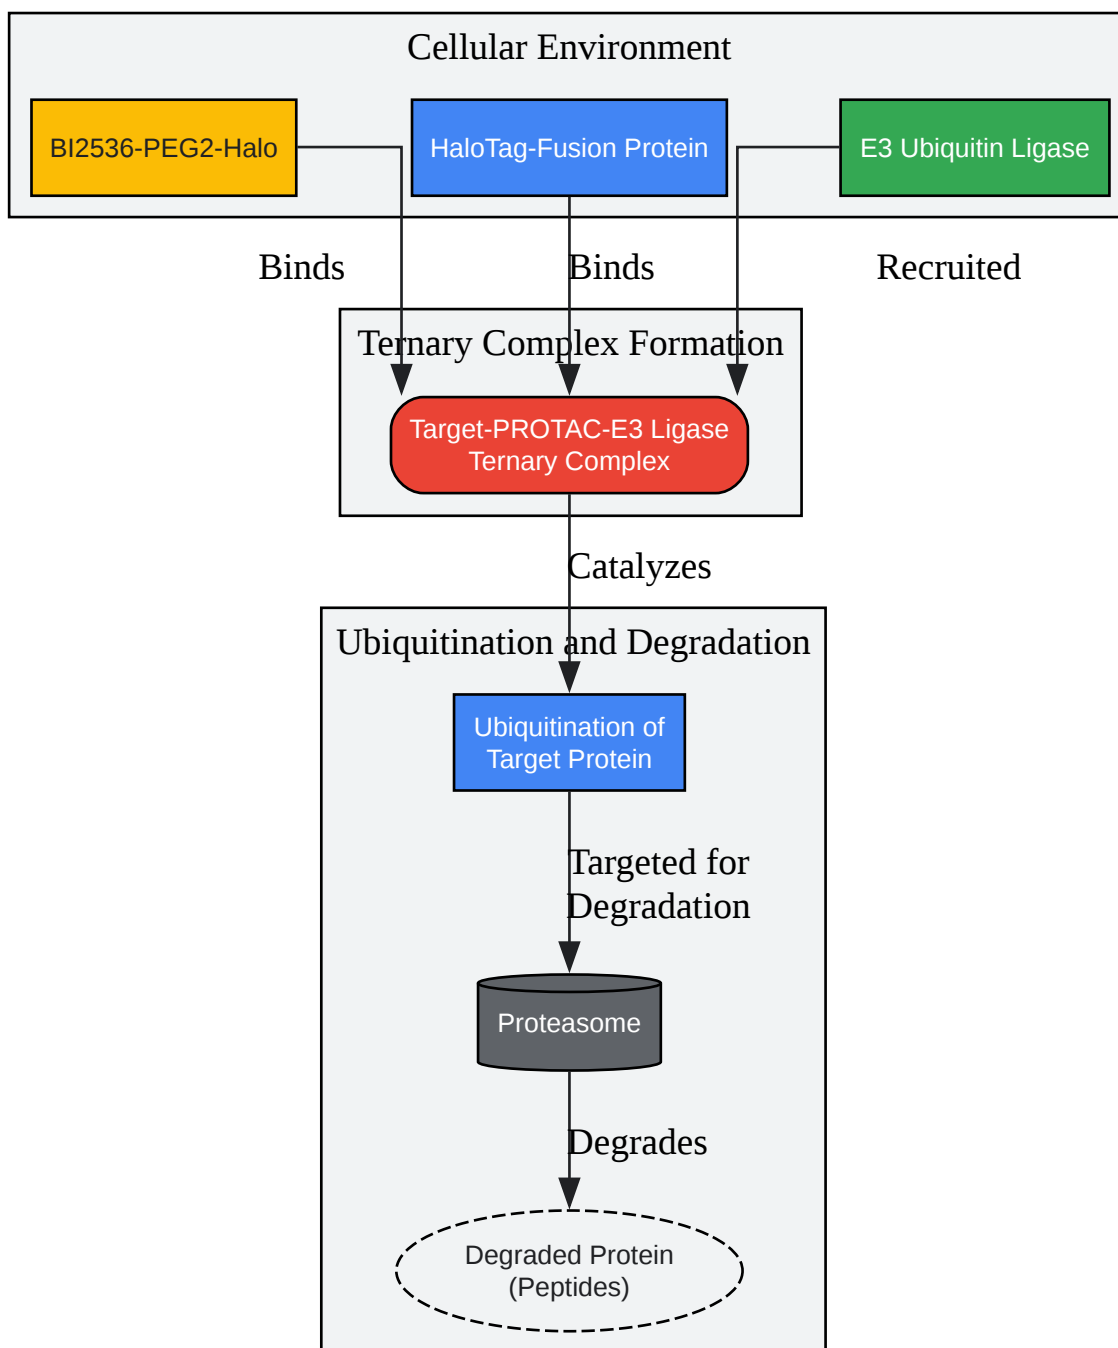 Cellular Environment
BI2536-PEG2-Halo
HaloTag-Fusion Protein
E3 Ubiquitin Ligase
Binds
Binds
Recruited
Ternary Complex Formation
Target-PROTAC-E3 Ligase
Ternary Complex
Catalyzes
Ubiquitination and Degradation
Ubiquitination of
Target Protein
Targeted for
Degradation
Proteasome
Degrades
Degraded Protein
(Peptides)